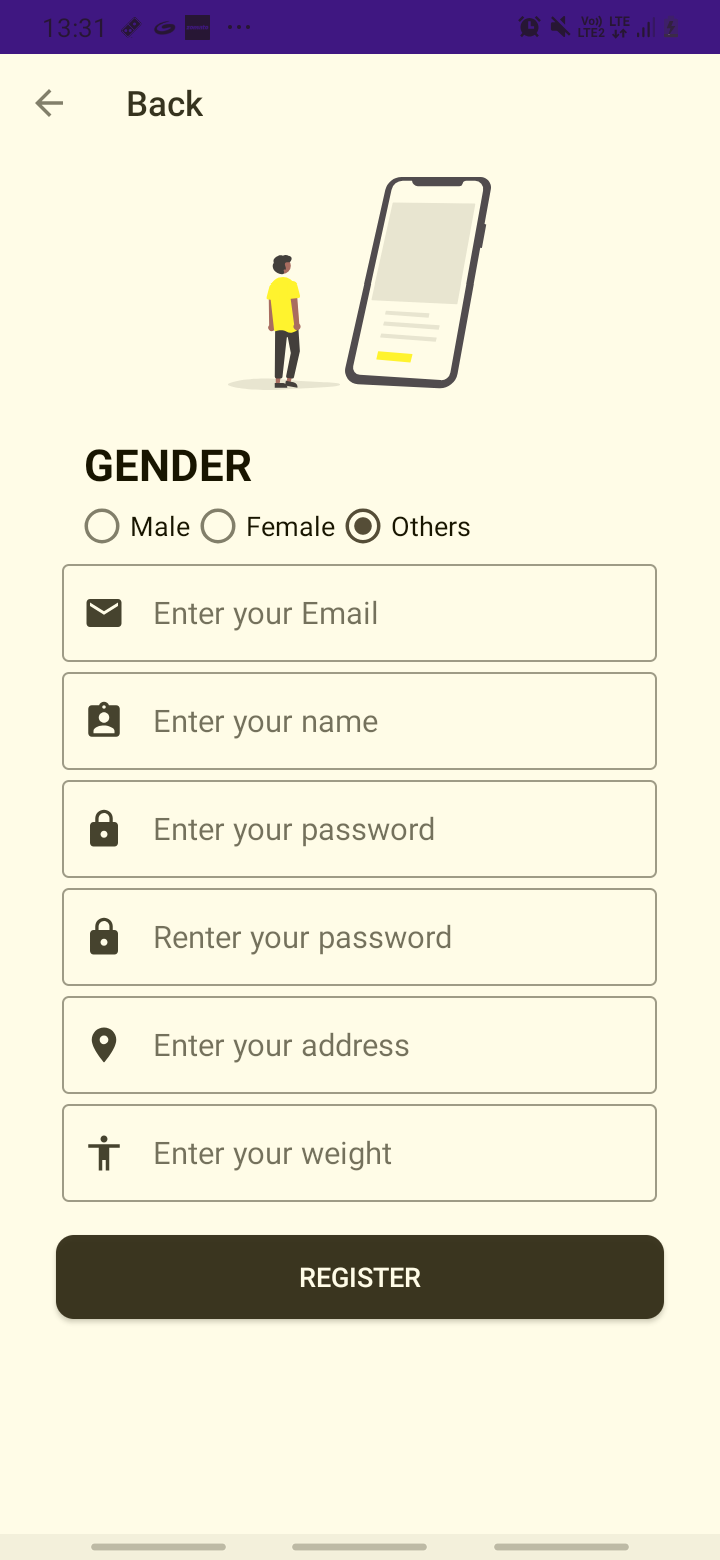 13:31 Vo) LTE
LTE2
Back
GENDER
Male Female Others
Enter your Email
Enter your name
Enter your password
Renter your password
Enter your address
Enter your weight
REGISTER